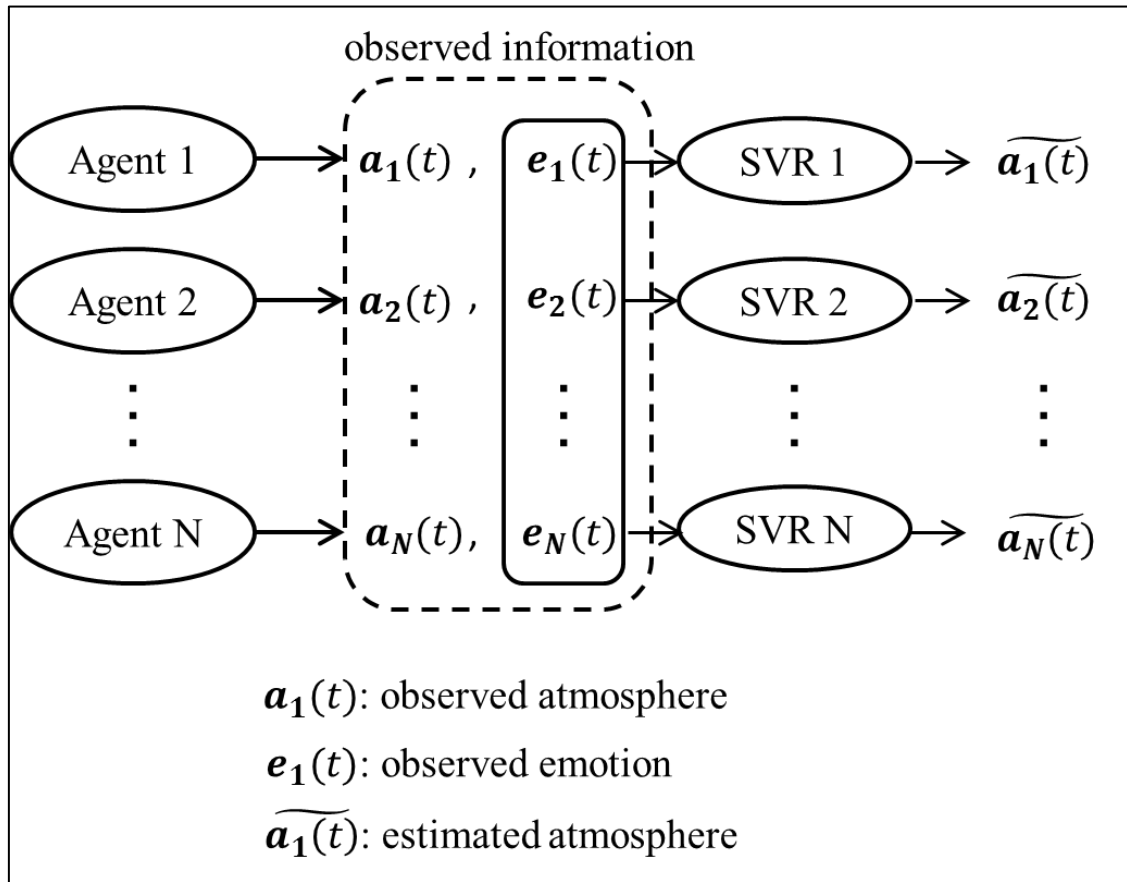 observed information
Agent 1 a₁(t) , e₁(t) SVR 1 ã₁(t)
Agent 2 a₂(t) , e₂(t) SVR 2 ã₂(t)
⋮ ⋮ ⋮ ⋮ ⋮
Agent N a_N(t), e_N(t) SVR N ã_N(t)
a₁(t): observed atmosphere
e₁(t): observed emotion
ã₁(t): estimated atmosphere